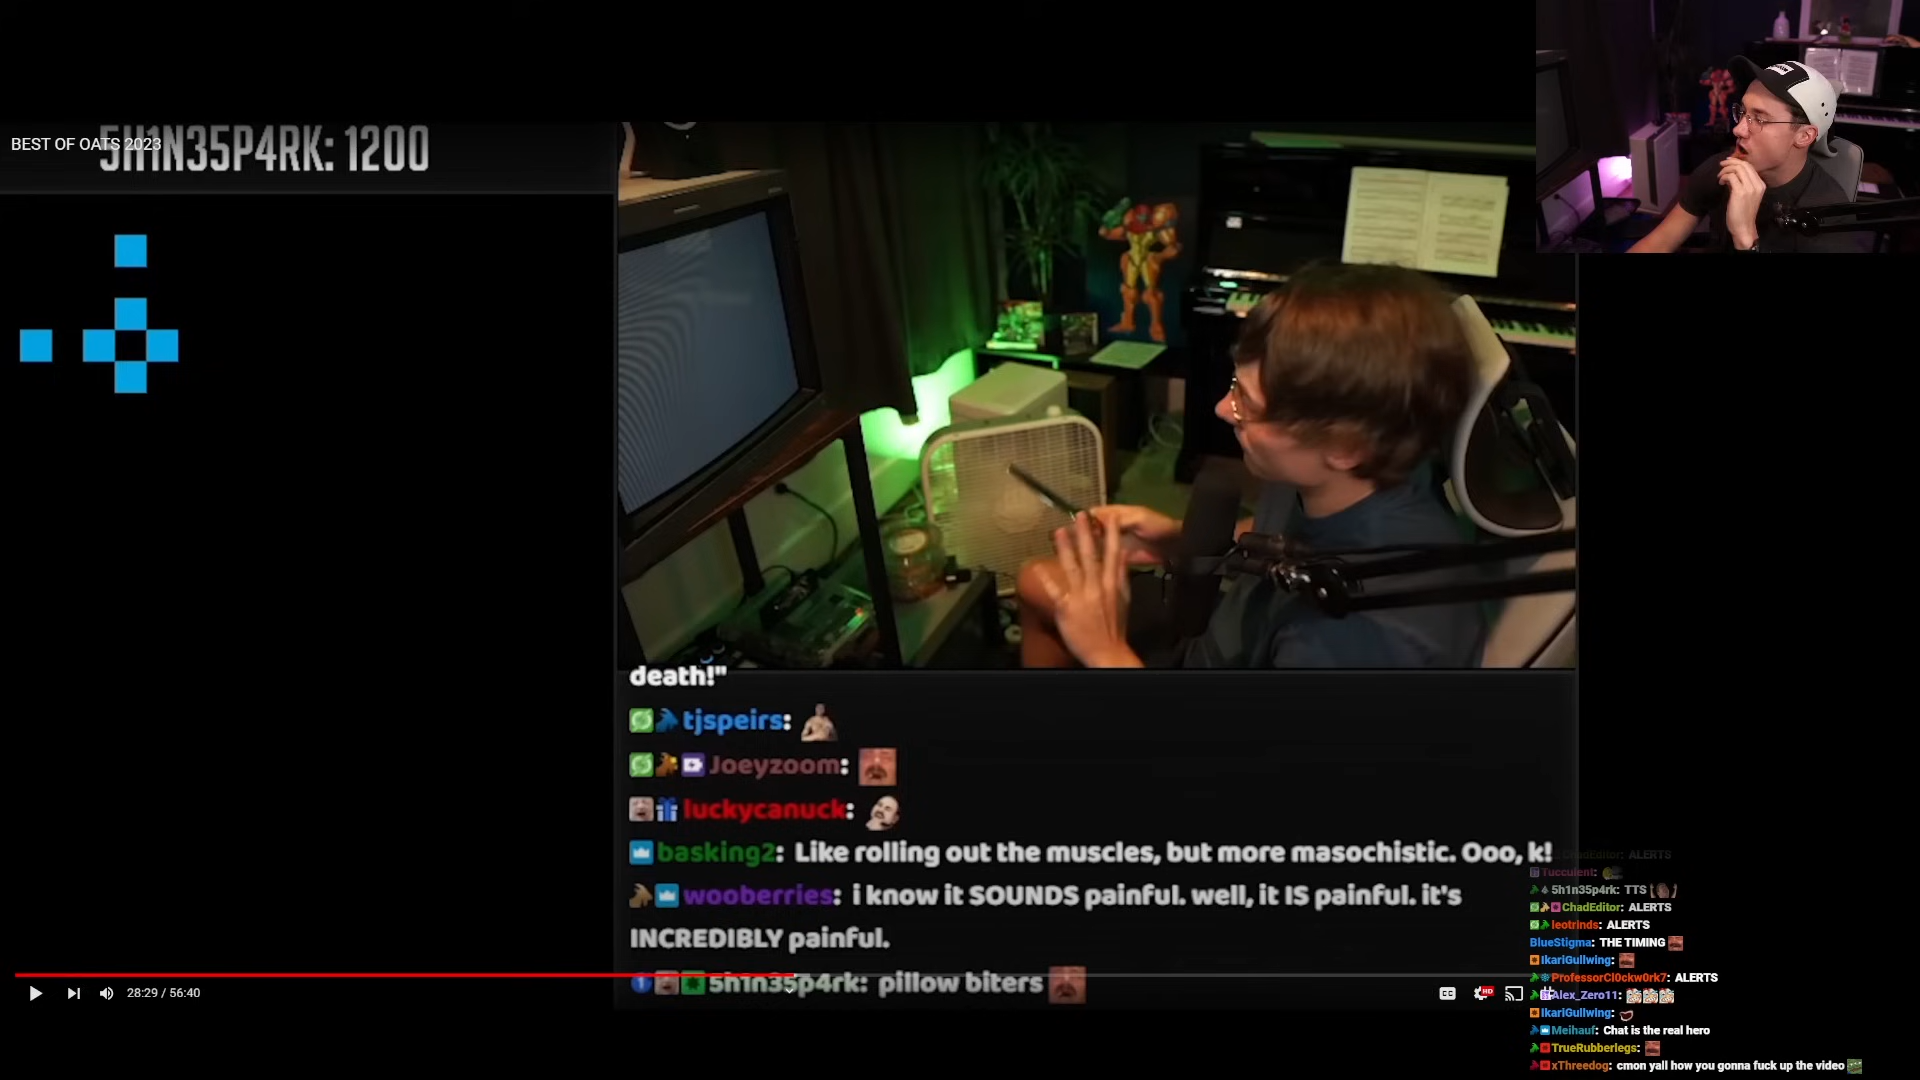 5H1N35P4RK: 1200
BEST OF OATS 2023
death!"
tjspeirs:
Joeyzoom:
luckycanuck:
basking2: Like rolling out the muscles, but more masochistic. Ooo, k!
wooberries: i know it SOUNDS painful. well, it IS painful. it's
INCREDIBLY painful.
5h1n35p4rk: pillow biters
28:29 / 56:40
CC
HD
ChadEditor: ALERTS
Tucculent:
5h1n35p4rk: TTS
ChadEditor: ALERTS
leotrinds: ALERTS
BlueStigma: THE TIMING
IkariGullwing:
ProfessorCl0ckw0rk7: ALERTS
Alex_Zero11:
IkariGullwing:
Meihauf: Chat is the real hero
TrueRubberlegs:
xThreedog: cmon yall how you gonna fuck up the video